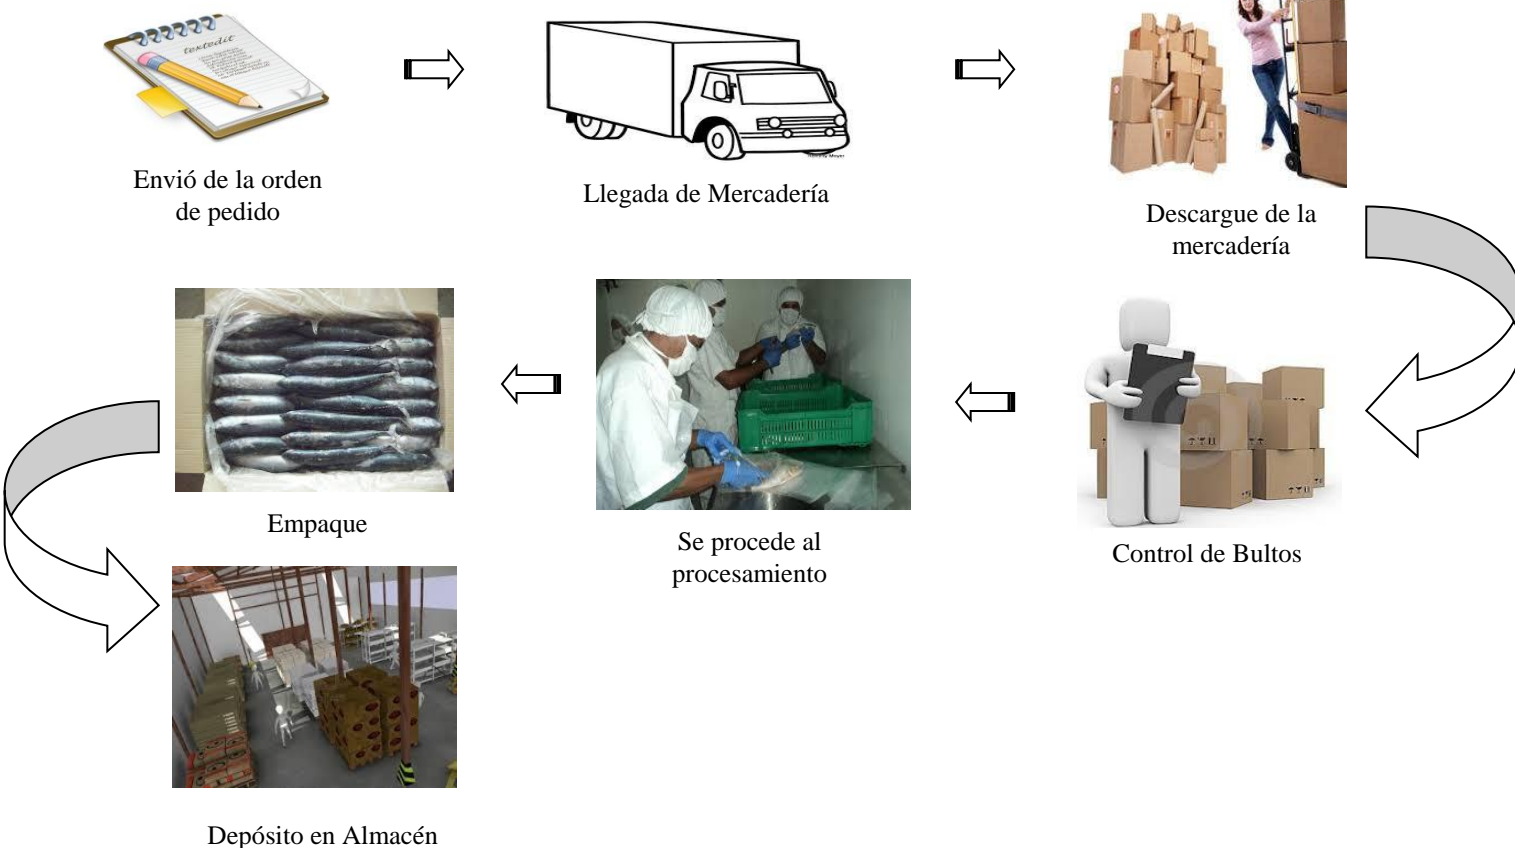 textedit
Envió de la orden
de pedido
Llegada de Mercadería
Descargue de la
mercadería
Control de Bultos
Se procede al
procesamiento
Empaque
Depósito en Almacén